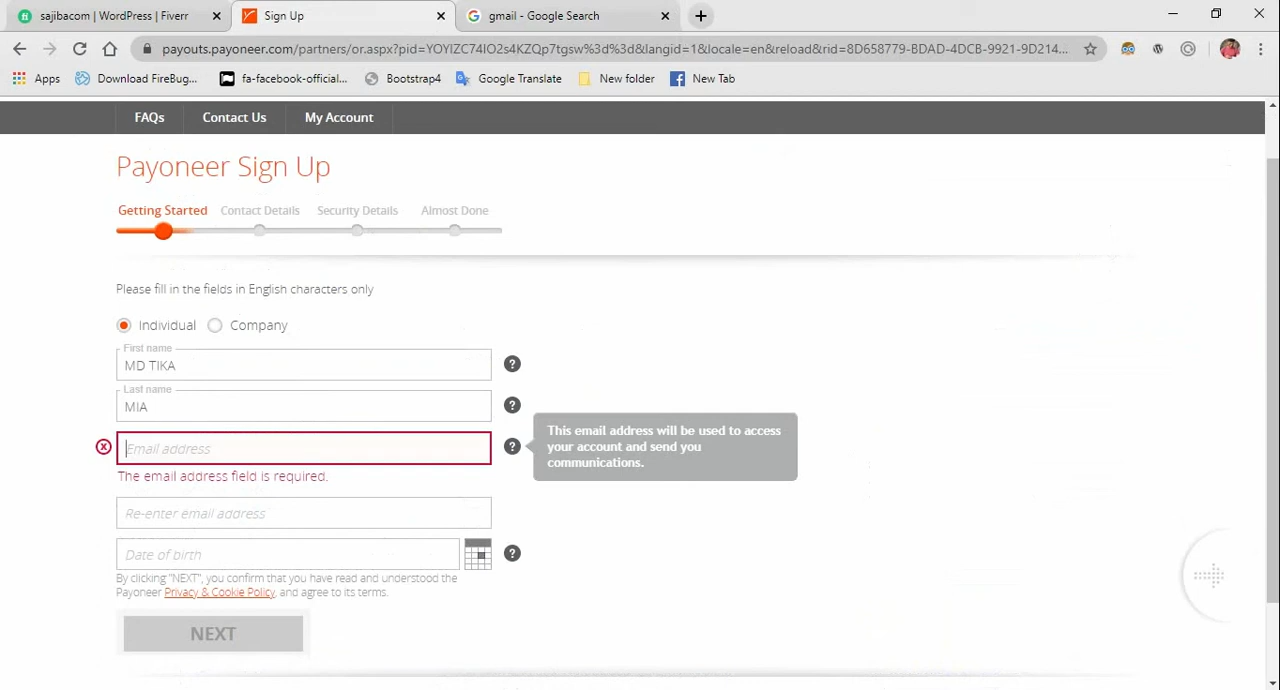 sajibacom | WordPress | Fiverr
Sign Up
gmail - Google Search
payouts.payoneer.com/partners/or.aspx?pid=YOYIZC74IO2s4KZQp7tgsw%3d%3d&langid=1&locale=en&reload&rid=8D658779-BDAD-4DCB-9921-9D214...
Apps
Download FireBug...
fa-facebook-official...
Bootstrap4
Google Translate
New folder
New Tab
FAQs
Contact Us
My Account
Payoneer Sign Up
Getting Started
Contact Details
Security Details
Almost Done
Please fill in the fields in English characters only
Individual
Company
First name
MD TIKA
Last name
MIA
Email address
This email address will be used to access
your account and send you
communications.
The email address field is required.
Re-enter email address
Date of birth
By clicking "NEXT", you confirm that you have read and understood the
Payoneer Privacy & Cookie Policy, and agree to its terms.
NEXT